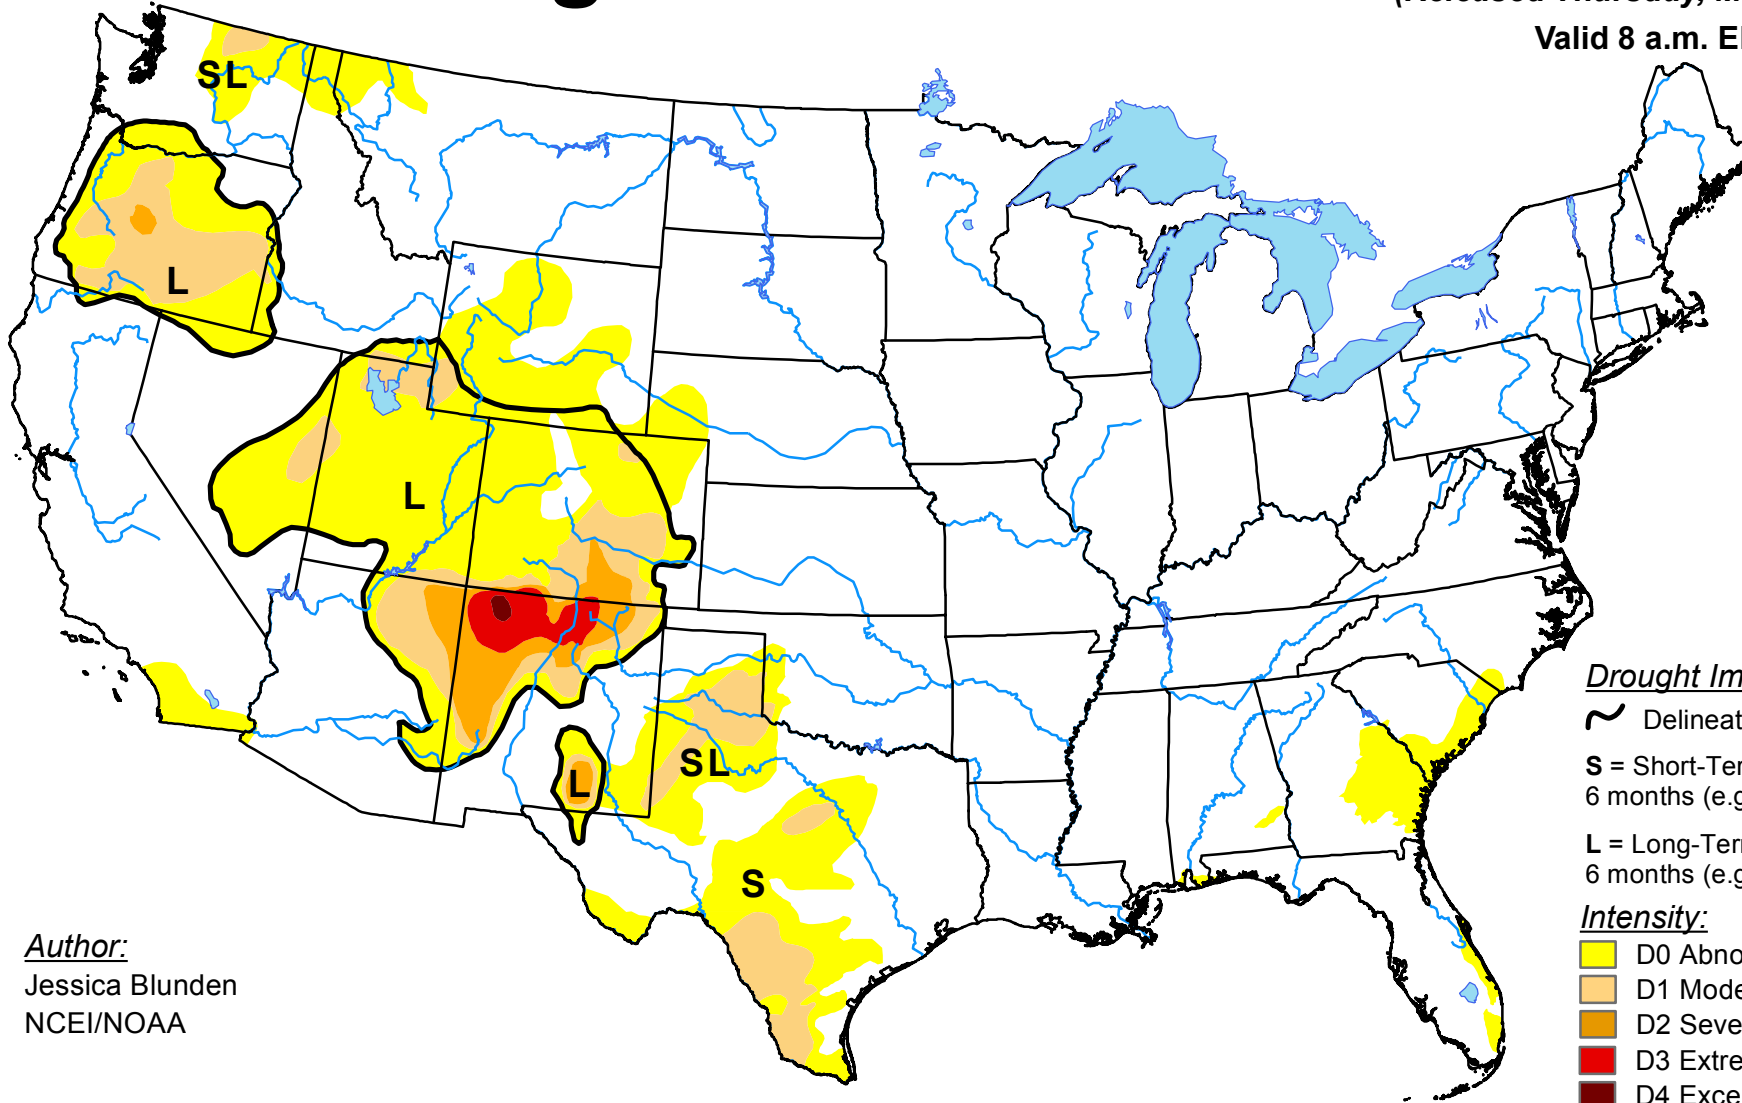 Valid 8 a.m.
SL
L
L
L
SL
S
Drought
Delineat
S = Short-Ter
6 months (e.g
L = Long-Ter
6 months (e.g
Intensity:
D0 Abno
D1 Mode
D2 Seve
D3 Extre
D4 Exce
Author:
Jessica Blunden
NCEI/NOAA